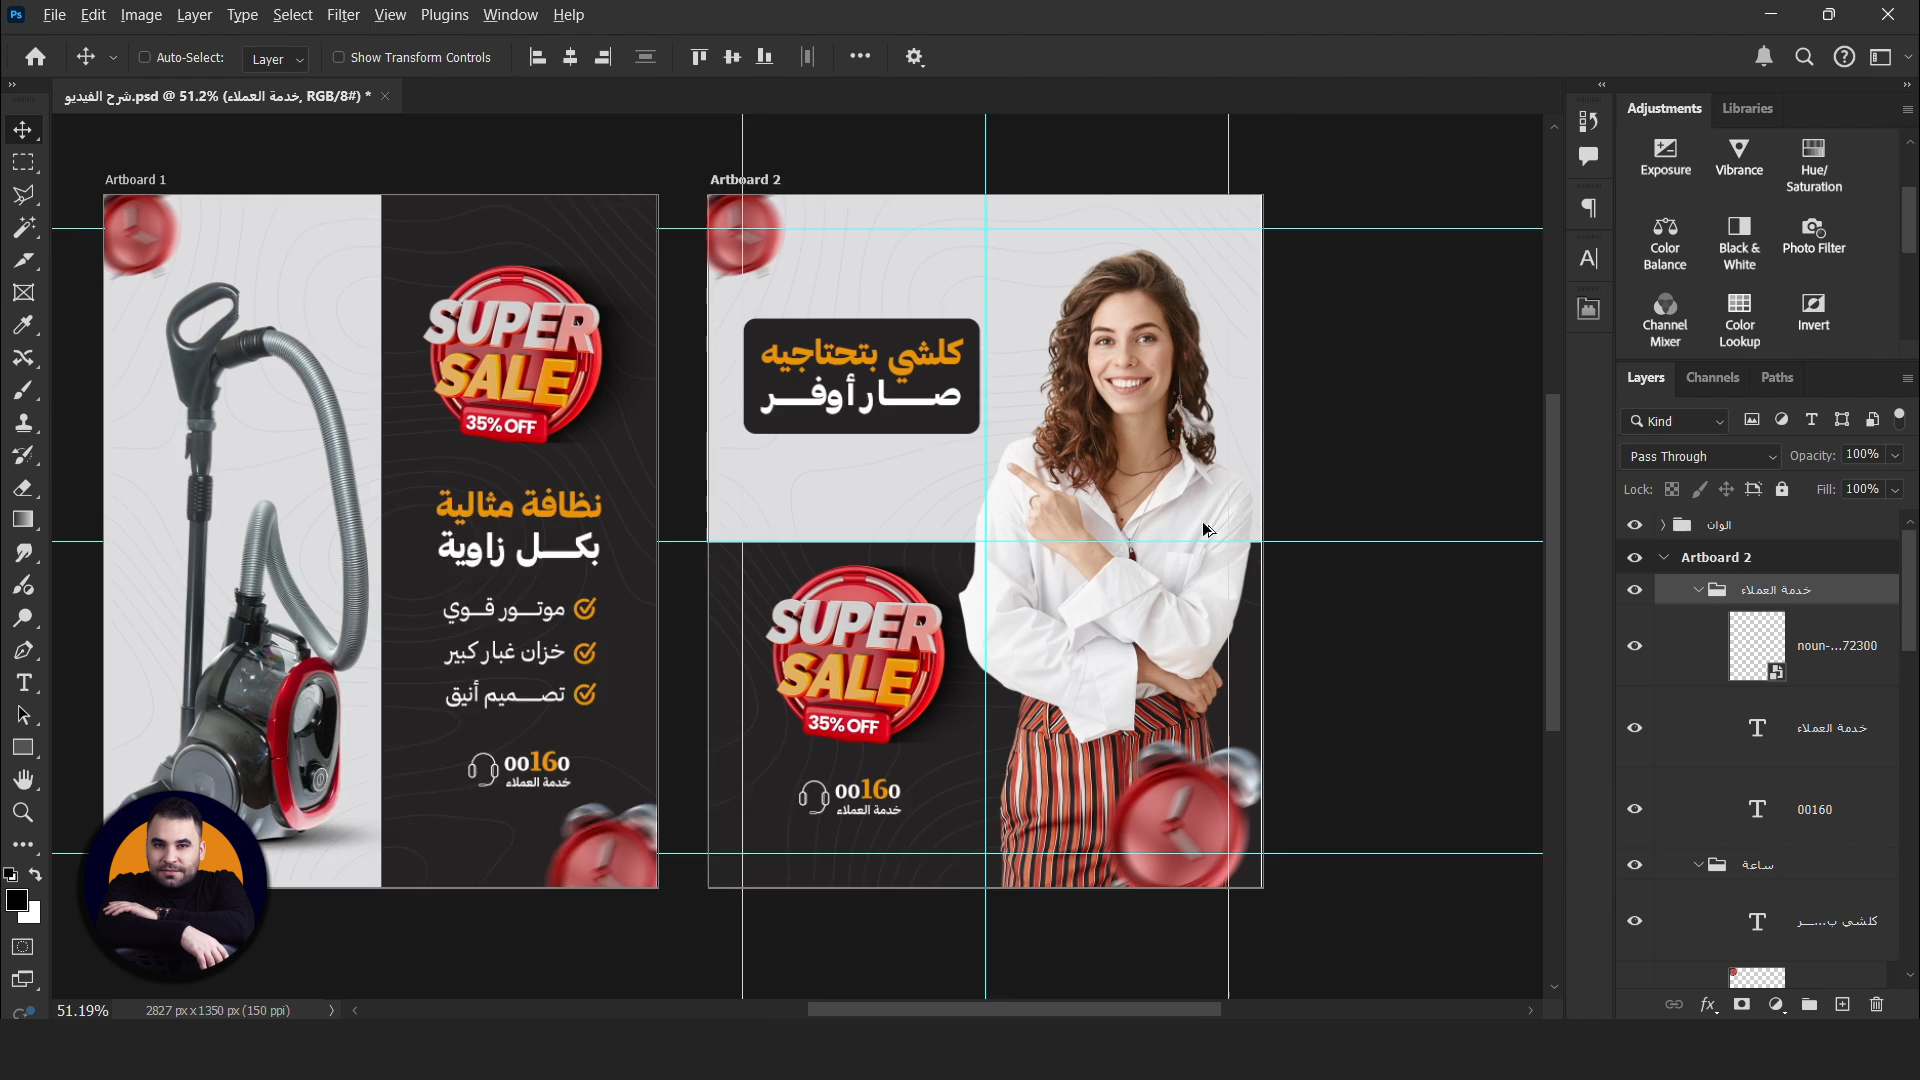 File Edit Image Layer Type Select Filter View Plugins Window Help
Auto-Select: Layer Show Transform Controls
شرح الفيديو.psd @ 51.2% (خدمة العملاء, RGB/8#) *
Artboard 1
SUPER
SALE
35% OFF
نظافة مثالية
بكــل زاوية
موتــور قــوي
خزان غبار كبير
تصــميم أنيق
00160
خدمة العملاء
Artboard 2
كلشي بتحتاجيه
صــار أوفــر
SUPER
SALE
35% OFF
00160
خدمة العملاء
Adjustments Libraries
Exposure Vibrance Hue/
Saturation
Color
Balance
Black &
White
Photo Filter
Channel
Mixer
Color
Lookup
Invert
Layers Channels Paths
Kind
Pass Through Opacity: 100%
Lock: Fill: 100%
الوان
Artboard 2
خدمة العملاء
noun-...72300
خدمة العملاء
00160
ساعة
كلشي ب...ــر
51.19% 2827 px x 1350 px (150 ppi)